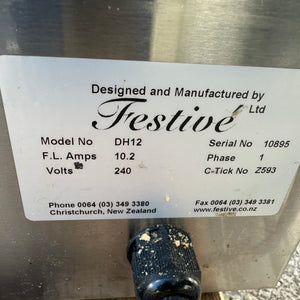 Designed and Manufactured by
Festive Ltd
Model No DH12 Serial No 10895
F.L. Amps 10.2 Phase 1
Volts 240 C-Tick No Z593
Phone 0064 (03) 349 3380 Fax 0064 (03) 349 3381
Christchurch, New Zealand www.festive.co.nz